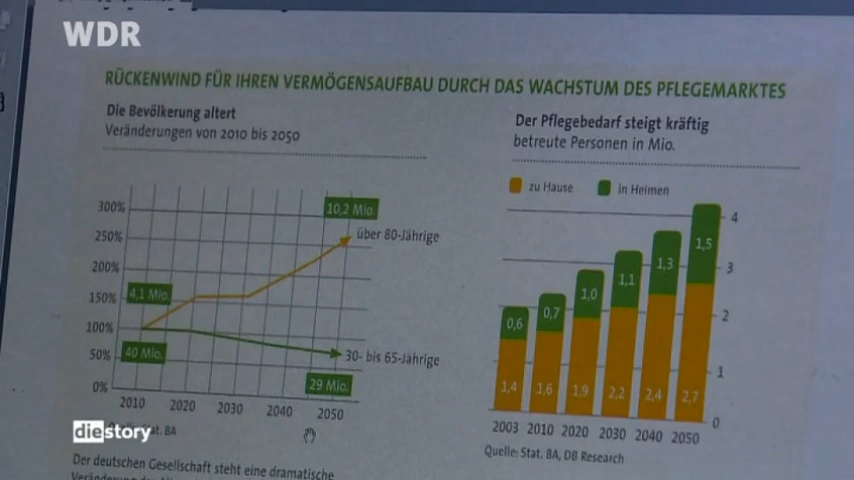 WDR
RÜCKENWIND FÜR IHREN VERMÖGENSAUFBAU DURCH DAS WACHSTUM DES PFLEGEMARKTES
Die Bevölkerung altert
Veränderungen von 2010 bis 2050
300%
250%
200%
150%
100%
50%
0%
10,2 Mio.
über 80-Jährige
4,1 Mio.
40 Mio.
30- bis 65-Jährige
29 Mio.
2010 2020 2030 2040 2050
Stat. BA
Der Pflegebedarf steigt kräftig
betreute Personen in Mio.
zu Hause in Heimen
4
3
2
1
0
0,6 0,7 1,0 1,1 1,3 1,5
1,4 1,6 1,9 2,2 2,4 2,7
2003 2010 2020 2030 2040 2050
Quelle: Stat. BA, DB Research
die story
Der deutschen Gesellschaft steht eine dramatische